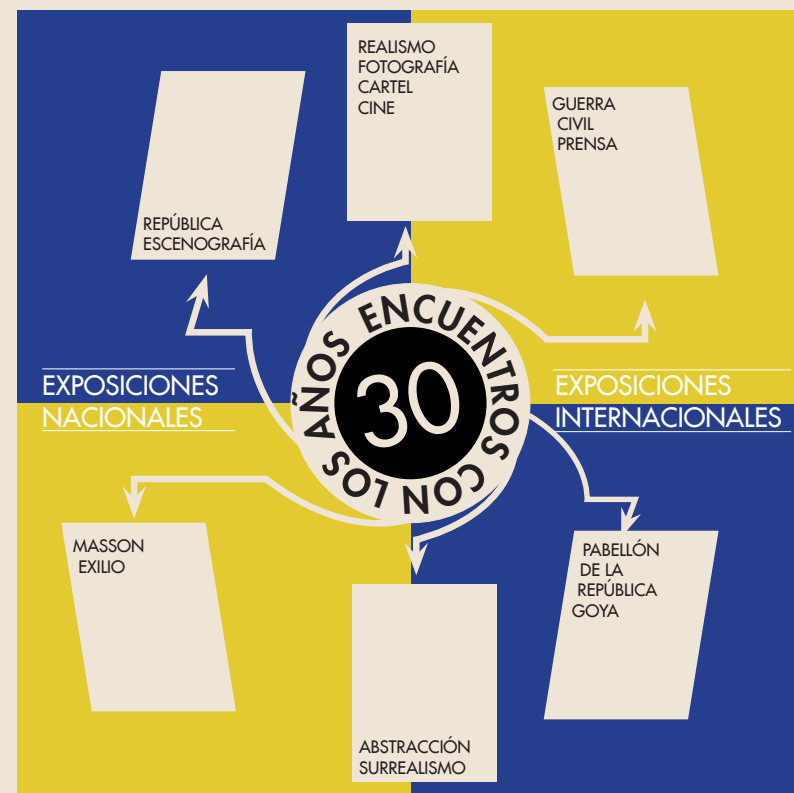 REALISMO
FOTOGRAFÍA
CARTEL
CINE
GUERRA
CIVIL
PRENSA
REPÚBLICA
ESCENOGRAFÍA
ENCUENTROS CON LOS AÑOS
30
EXPOSICIONES
NACIONALES
EXPOSICIONES
INTERNACIONALES
MASSON
EXILIO
PABELLÓN
DE LA
REPÚBLICA
GOYA
ABSTRACCIÓN
SURREALISMO